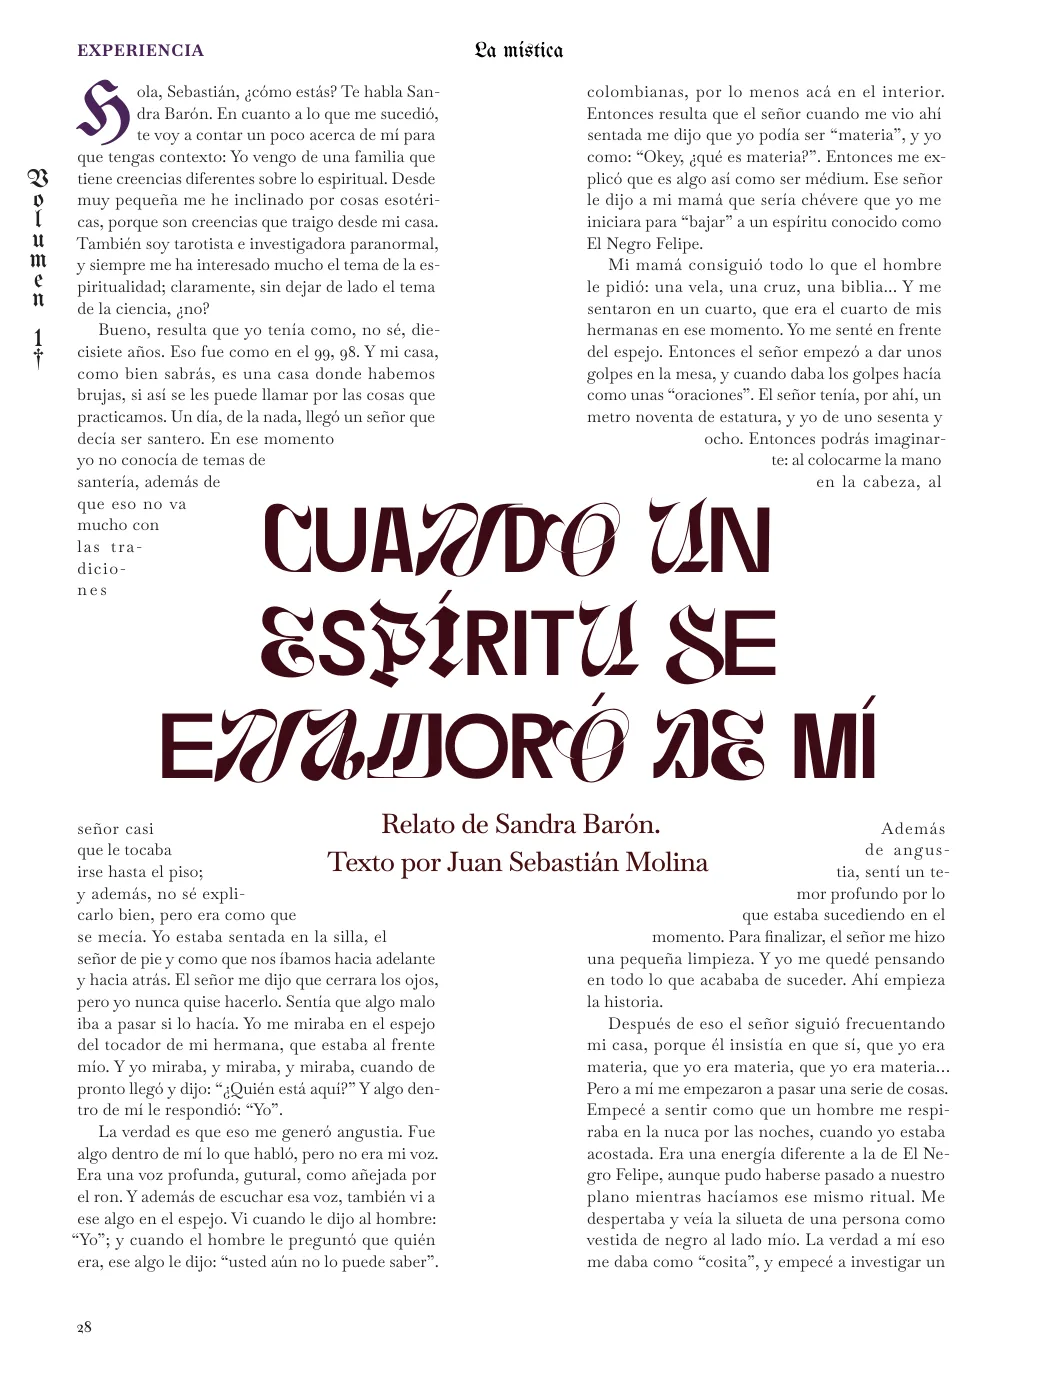 EXPERIENCIA
La mística
Volumen 1†
Hola, Sebastián, ¿cómo estás? Te habla San-
dra Barón. En cuanto a lo que me sucedió,
te voy a contar un poco acerca de mí para
que tengas contexto: Yo vengo de una familia que
tiene creencias diferentes sobre lo espiritual. Desde
muy pequeña me he inclinado por cosas esotéri-
cas, porque son creencias que traigo desde mi casa.
También soy tarotista e investigadora paranormal,
y siempre me ha interesado mucho el tema de la es-
piritualidad; claramente, sin dejar de lado el tema
de la ciencia, ¿no?
Bueno, resulta que yo tenía como, no sé, die-
cisiete años. Eso fue como en el 99, 98. Y mi casa,
como bien sabrás, es una casa donde habemos
brujas, si así se les puede llamar por las cosas que
practicamos. Un día, de la nada, llegó un señor que
decía ser santero. En ese momento
yo no conocía de temas de
santería, además de
que eso no va
mucho con
las tra-
dicio-
nes
colombianas, por lo menos acá en el interior.
Entonces resulta que el señor cuando me vio ahí
sentada me dijo que yo podía ser “materia”, y yo
como: “Okey, ¿qué es materia?”. Entonces me ex-
plicó que es algo así como ser médium. Ese señor
le dijo a mi mamá que sería chévere que yo me
iniciara para “bajar” a un espíritu conocido como
El Negro Felipe.
Mi mamá consiguió todo lo que el hombre
le pidió: una vela, una cruz, una biblia... Y me
sentaron en un cuarto, que era el cuarto de mis
hermanas en ese momento. Yo me senté en frente
del espejo. Entonces el señor empezó a dar unos
golpes en la mesa, y cuando daba los golpes hacía
como unas “oraciones”. El señor tenía, por ahí, un
metro noventa de estatura, y yo de uno sesenta y
ocho. Entonces podrás imaginar-
te: al colocarme la mano
en la cabeza, al
CUANDO UN
ESPÍRITU SE
ENAMORÓ DE MÍ
Relato de Sandra Barón.
Texto por Juan Sebastián Molina
señor casi
que le tocaba
irse hasta el piso;
y además, no sé expli-
carlo bien, pero era como que
se mecía. Yo estaba sentada en la silla, el
señor de pie y como que nos íbamos hacia adelante
y hacia atrás. El señor me dijo que cerrara los ojos,
pero yo nunca quise hacerlo. Sentía que algo malo
iba a pasar si lo hacía. Yo me miraba en el espejo
del tocador de mi hermana, que estaba al frente
mío. Y yo miraba, y miraba, y miraba, cuando de
pronto llegó y dijo: “¿Quién está aquí?” Y algo den-
tro de mí le respondió: “Yo”.
La verdad es que eso me generó angustia. Fue
algo dentro de mí lo que habló, pero no era mi voz.
Era una voz profunda, gutural, como añejada por
el ron. Y además de escuchar esa voz, también vi a
ese algo en el espejo. Vi cuando le dijo al hombre:
“Yo”; y cuando el hombre le preguntó que quién
era, ese algo le dijo: “usted aún no lo puede saber”.
Además
de angus-
tia, sentí un te-
mor profundo por lo
que estaba sucediendo en el
momento. Para finalizar, el señor me hizo
una pequeña limpieza. Y yo me quedé pensando
en todo lo que acababa de suceder. Ahí empieza
la historia.
Después de eso el señor siguió frecuentando
mi casa, porque él insistía en que sí, que yo era
materia, que yo era materia, que yo era materia...
Pero a mí me empezaron a pasar una serie de cosas.
Empecé a sentir como que un hombre me respi-
raba en la nuca por las noches, cuando yo estaba
acostada. Era una energía diferente a la de El Ne-
gro Felipe, aunque pudo haberse pasado a nuestro
plano mientras hacíamos ese mismo ritual. Me
despertaba y veía la silueta de una persona como
vestida de negro al lado mío. La verdad a mí eso
me daba como “cosita”, y empecé a investigar un
28